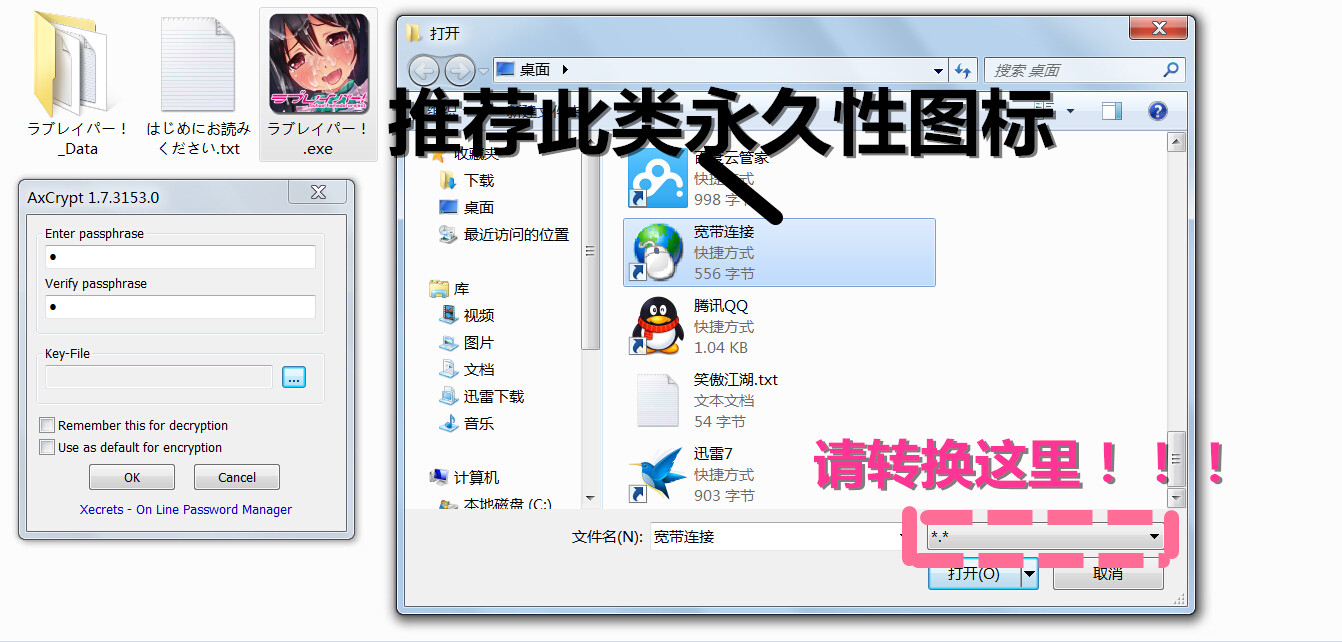 ラブレイパー！
_Data
はじめにお読み
ください.txt
ラブレイパー！
ラブレイパー！
.exe
AxCrypt 1.7.3153.0
Enter passphrase
Verify passphrase
Key-File
...
Remember this for decryption
Use as default for encryption
OK
Cancel
Xecrets - On Line Password Manager
打开
桌面
搜索 桌面
推荐此类永久性图标
收藏夹
下载
桌面
最近访问的位置
库
视频
图片
文档
迅雷下载
音乐
计算机
本地磁盘 (C:)
百度云管家
快捷方式
998 字节
宽带连接
快捷方式
556 字节
腾讯QQ
快捷方式
1.04 KB
笑傲江湖.txt
文本文档
54 字节
迅雷7
快捷方式
903 字节
请转换这里！！！
文件名(N):
宽带连接
*.*
打开(O)
取消